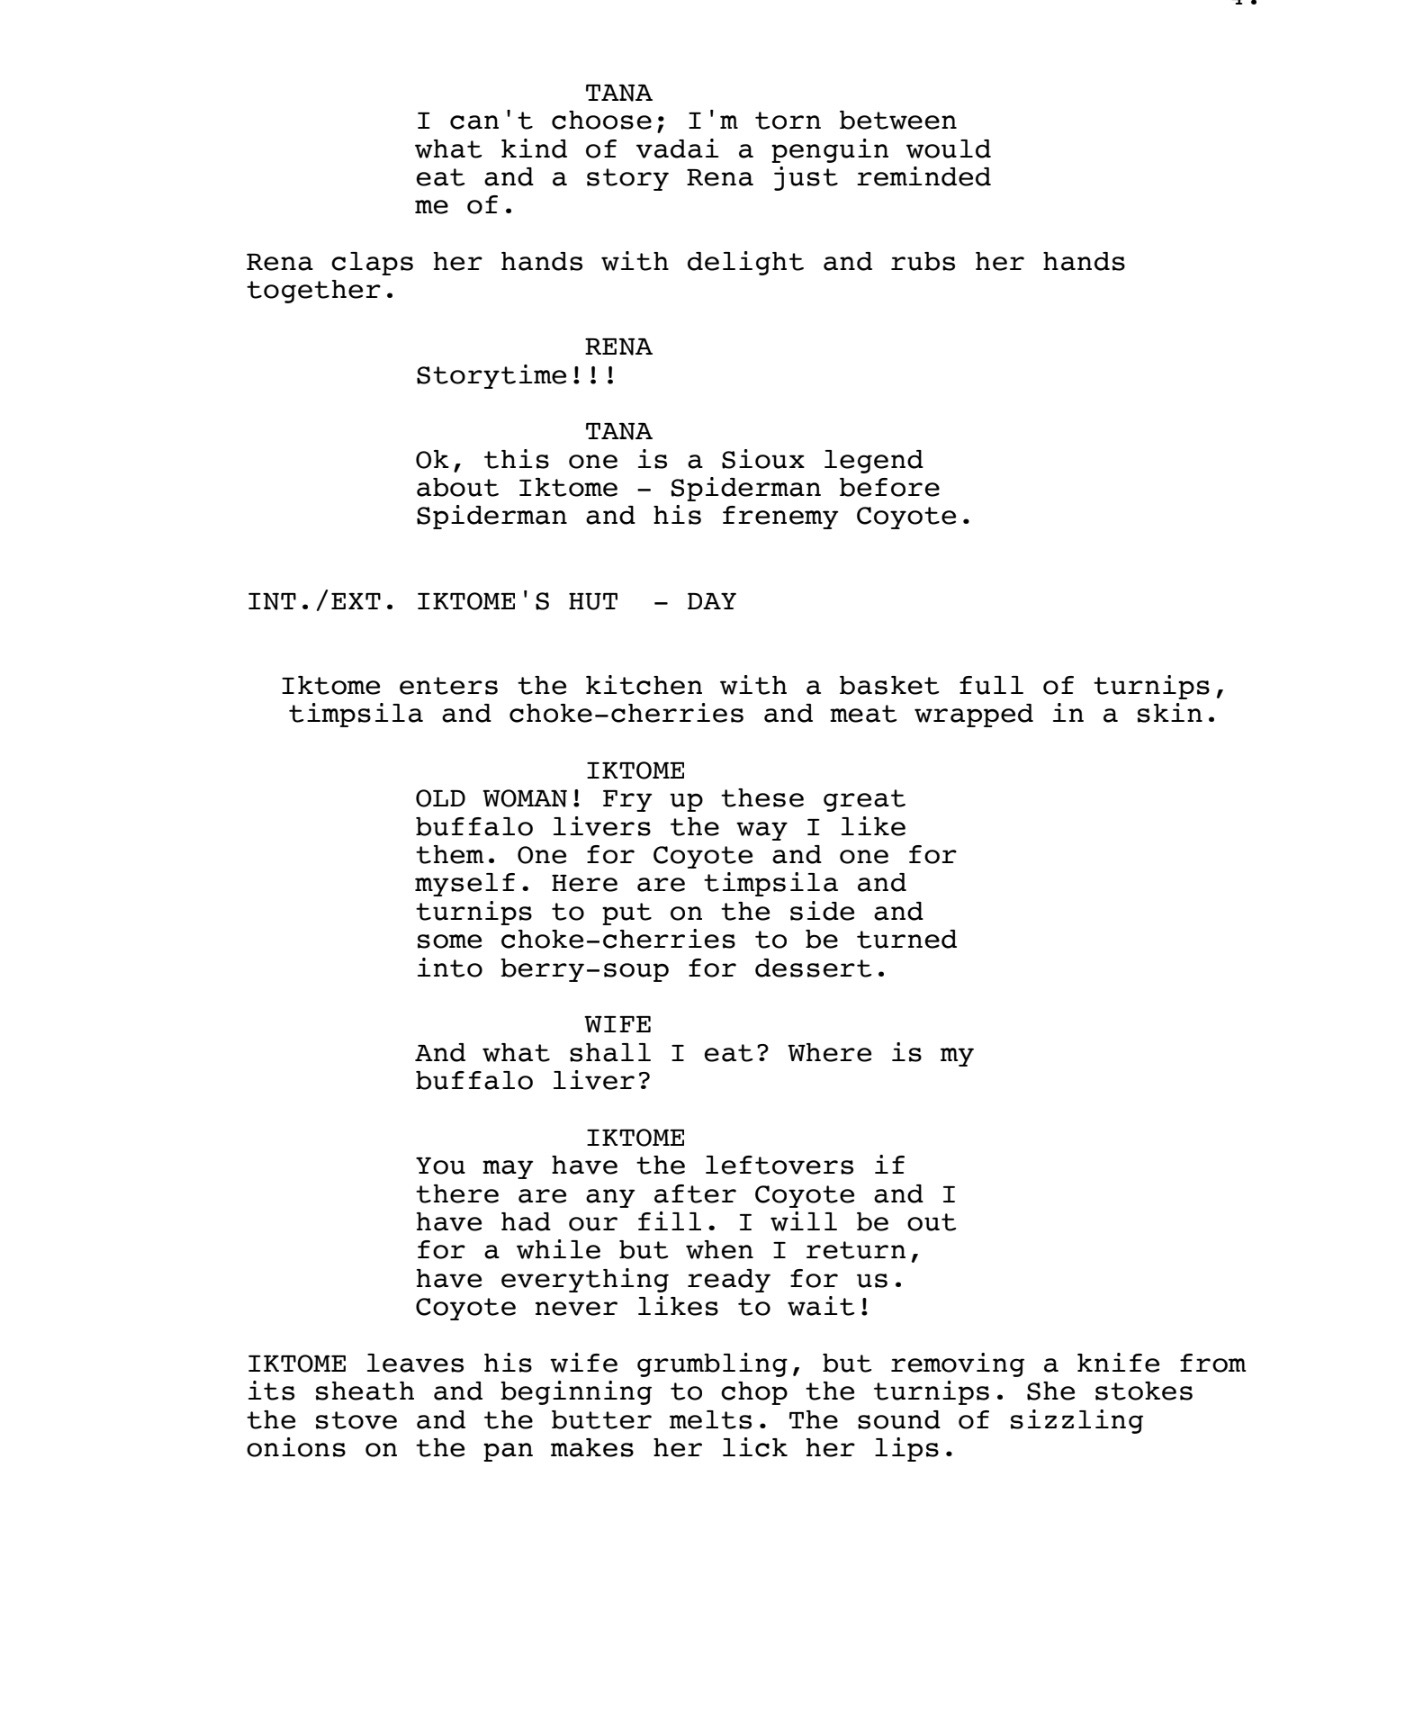 TANA
I can't choose; I'm torn between
what kind of vadai a penguin would
eat and a story Rena just reminded
me of.
Rena claps her hands with delight and rubs her hands
together.
RENA
Storytime!!!
TANA
Ok, this one is a Sioux legend
about Iktome - Spiderman before
Spiderman and his frenemy Coyote.
INT./EXT. IKTOME'S HUT  - DAY
Iktome enters the kitchen with a basket full of turnips,
timpsila and choke-cherries and meat wrapped in a skin.
IKTOME
OLD WOMAN! Fry up these great
buffalo livers the way I like
them. One for Coyote and one for
myself. Here are timpsila and
turnips to put on the side and
some choke-cherries to be turned
into berry-soup for dessert.
WIFE
And what shall I eat? Where is my
buffalo liver?
IKTOME
You may have the leftovers if
there are any after Coyote and I
have had our fill. I will be out
for a while but when I return,
have everything ready for us.
Coyote never likes to wait!
IKTOME leaves his wife grumbling, but removing a knife from
its sheath and beginning to chop the turnips. She stokes
the stove and the butter melts. The sound of sizzling
onions on the pan makes her lick her lips.